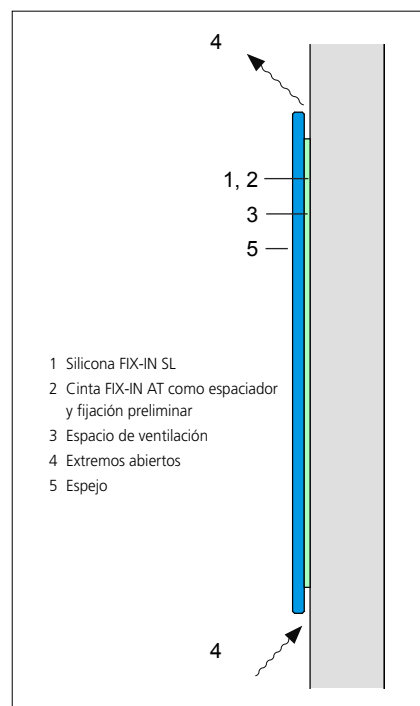 4
1, 2
3
5
1 Silicona FIX-IN SL
2 Cinta FIX-IN AT como espaciador
y fijación preliminar
3 Espacio de ventilación
4 Extremos abiertos
5 Espejo
4